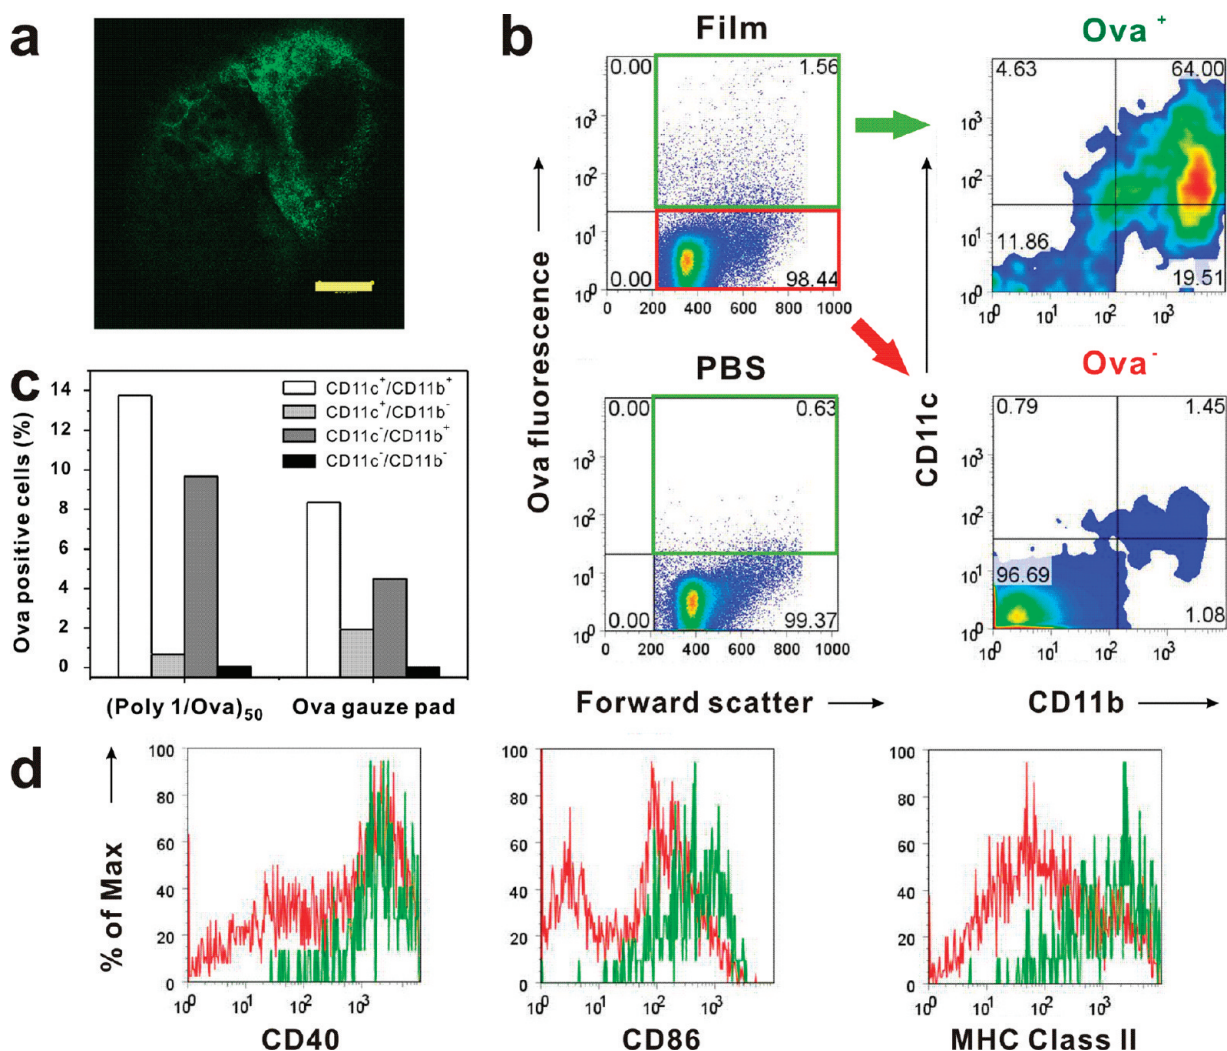 a
b
Film
Ova⁺
0.00
1.56
10³
10²
10¹
10⁰
0.00
98.44
0 200 400 600 800 1000
4.63
64.00
10³
10²
10¹
10⁰
11.86
19.51
10⁰ 10¹ 10² 10³
PBS
Ova⁻
0.00
0.63
10³
10²
10¹
10⁰
0.00
99.37
0 200 400 600 800 1000
0.79
1.45
10³
10²
10¹
10⁰
96.69
1.08
10⁰ 10¹ 10² 10³
Ova fluorescence
CD11c
Forward scatter
CD11b
c
14
12
10
8
6
4
2
0
Ova positive cells (%)
CD11c⁺/CD11b⁺
CD11c⁺/CD11b⁻
CD11c⁻/CD11b⁺
CD11c⁻/CD11b⁻
(Poly 1/Ova)₅₀
Ova gauze pad
d
% of Max
100
80
60
40
20
0
10⁰ 10¹ 10² 10³
CD40
100
80
60
40
20
0
10⁰ 10¹ 10² 10³
CD86
100
80
60
40
20
0
10⁰ 10¹ 10² 10³
MHC Class II